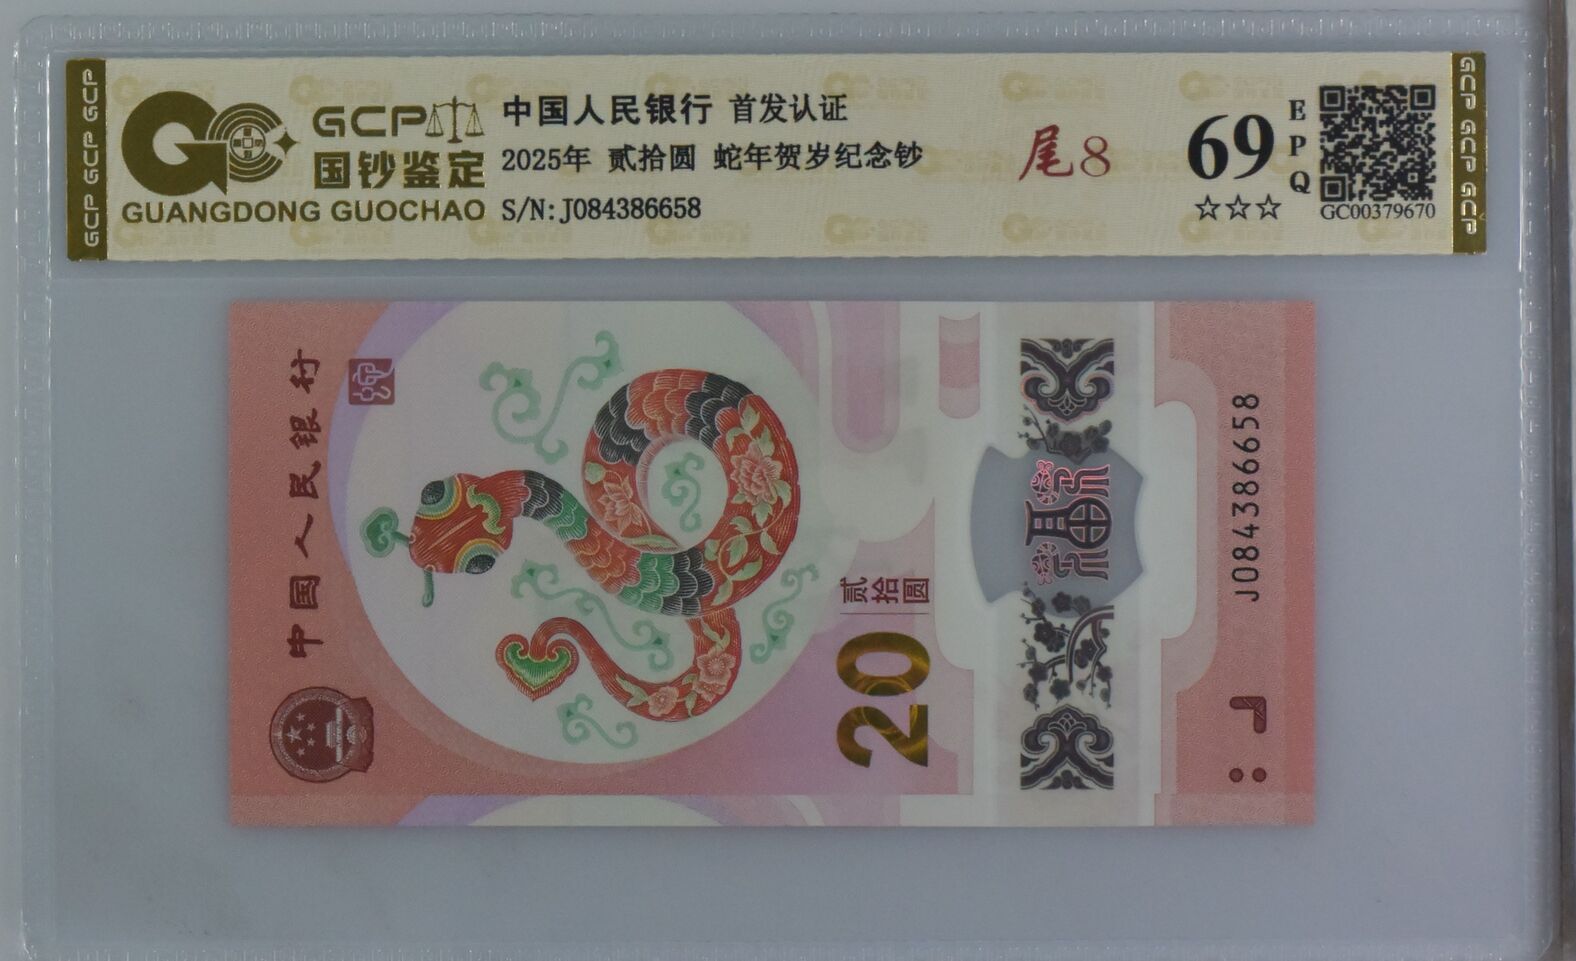 GCP GCP GCP
GCP
国钞鉴定
GUANGDONG GUOCHAO
中国人民银行 首发认证
2025年 贰拾圆 蛇年贺岁纪念钞
S/N:J084386658
尾8
69
EPQ
☆☆☆
GC00379670
GCP GCP GCP
中国人民银行
蛇
贰拾圆
20
福
J084386658